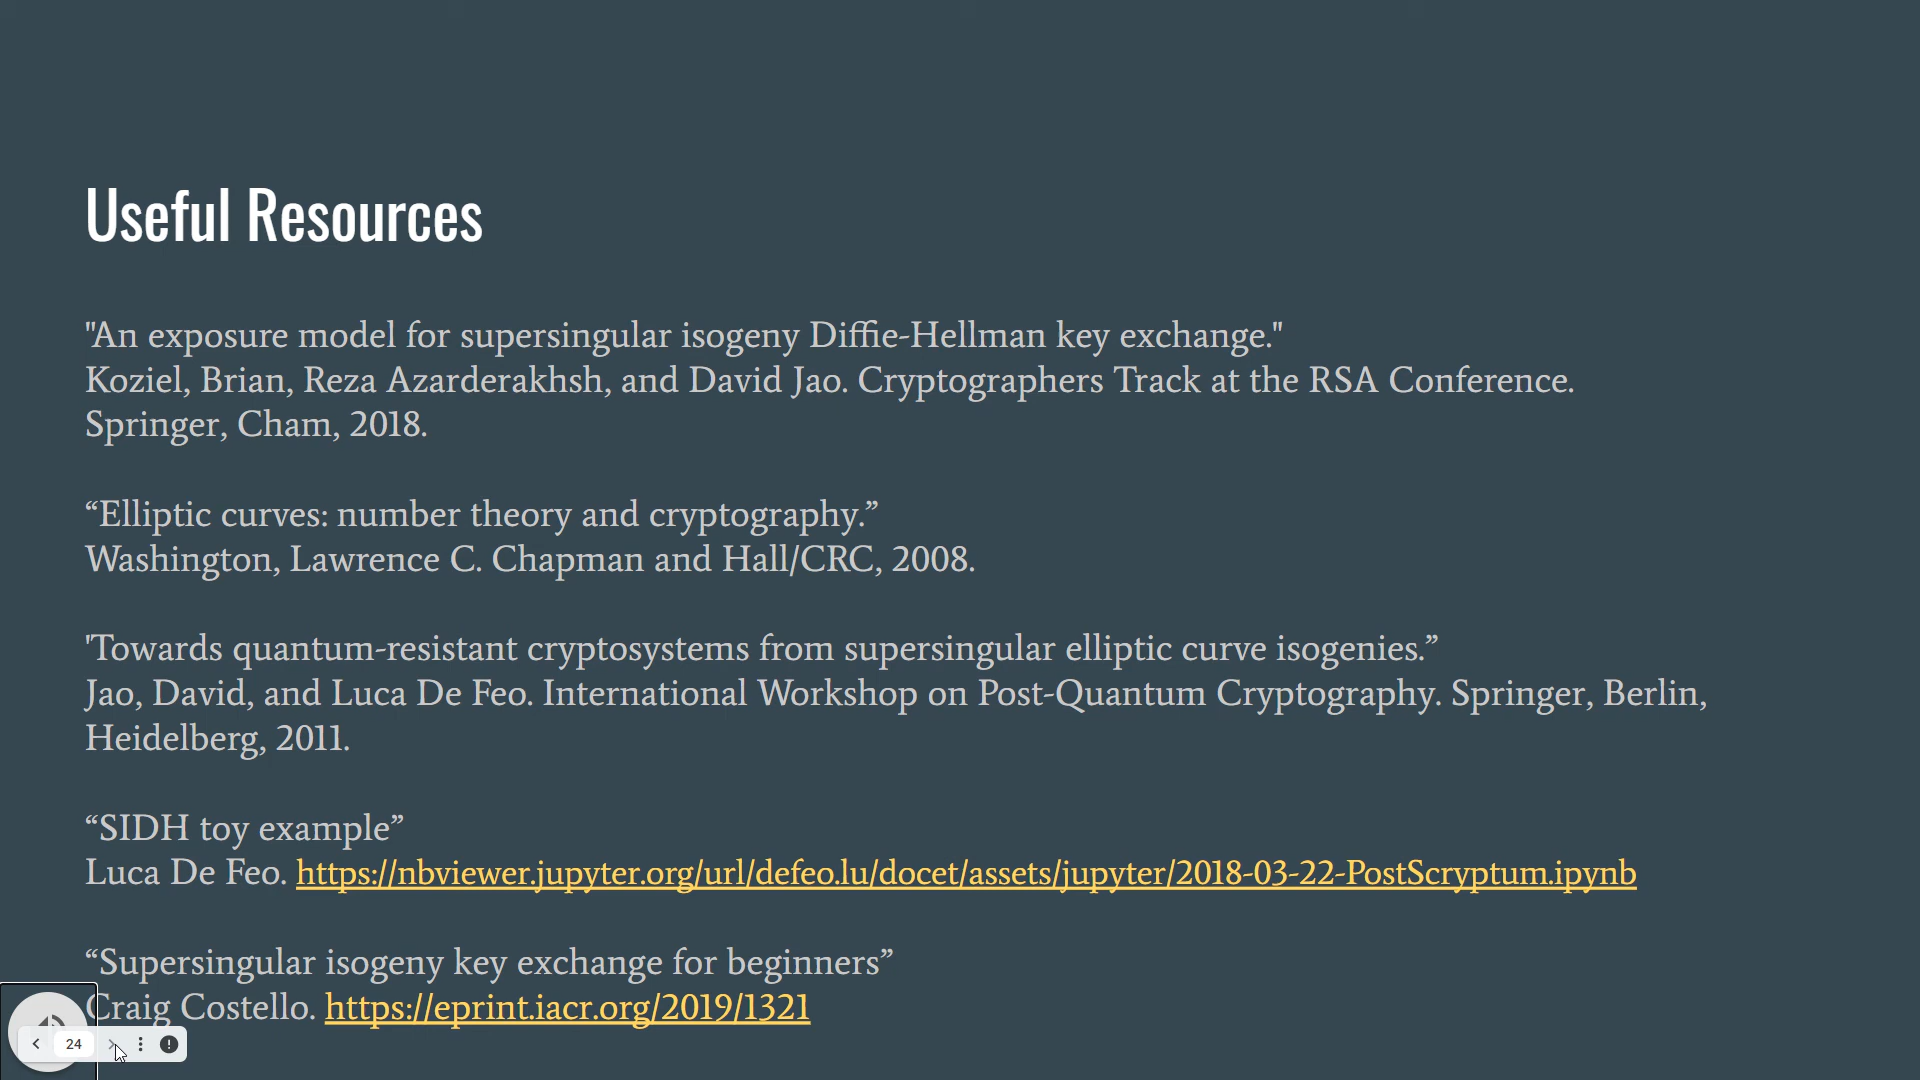 Useful Resources
"An exposure model for supersingular isogeny Diffie-Hellman key exchange."
Koziel, Brian, Reza Azarderakhsh, and David Jao. Cryptographers Track at the RSA Conference.
Springer, Cham, 2018.
“Elliptic curves: number theory and cryptography.”
Washington, Lawrence C. Chapman and Hall/CRC, 2008.
'Towards quantum-resistant cryptosystems from supersingular elliptic curve isogenies.”
Jao, David, and Luca De Feo. International Workshop on Post-Quantum Cryptography. Springer, Berlin,
Heidelberg, 2011.
“SIDH toy example”
Luca De Feo. https://nbviewer.jupyter.org/url/defeo.lu/docet/assets/jupyter/2018-03-22-PostScryptum.ipynb
“Supersingular isogeny key exchange for beginners”
Craig Costello. https://eprint.iacr.org/2019/1321
24